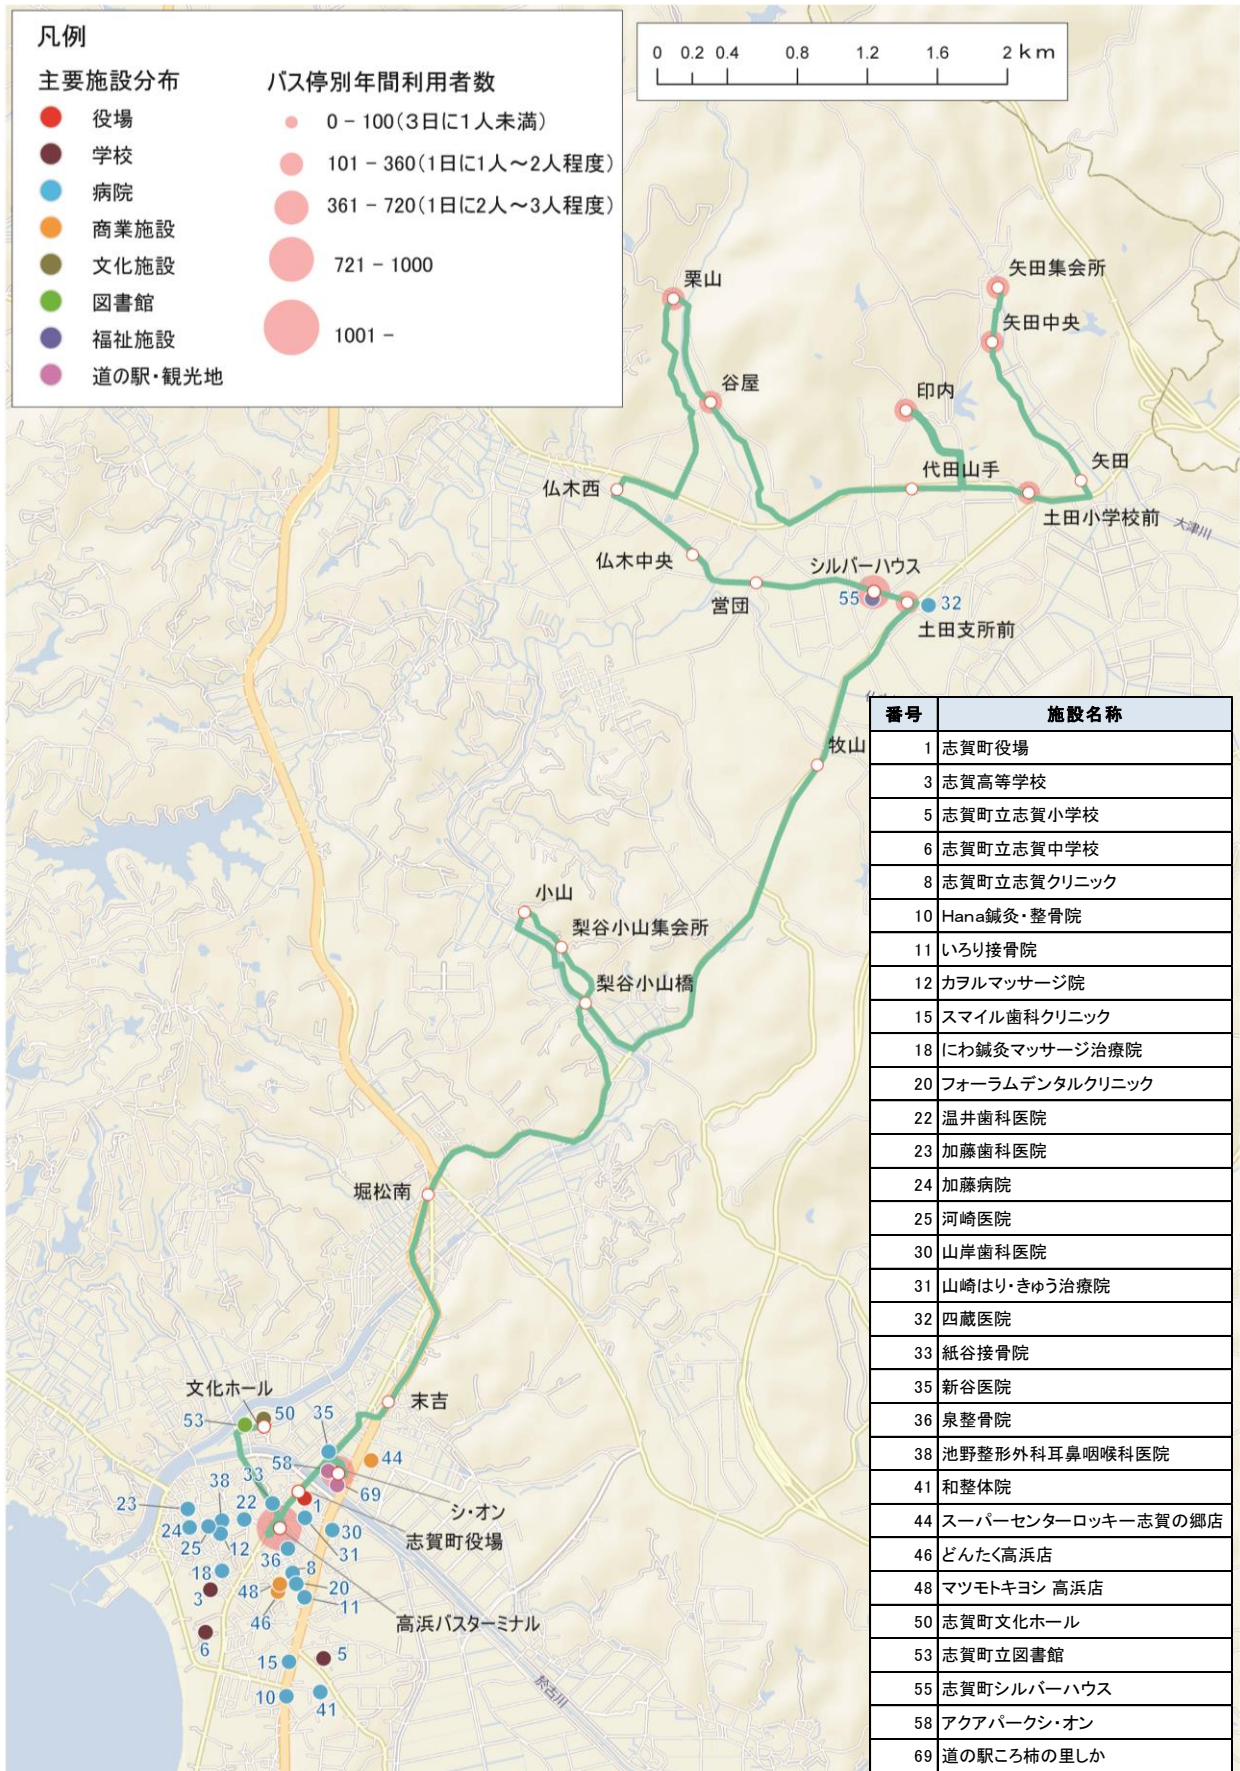 凡例
主要施設分布
役場
学校
病院
商業施設
文化施設
図書館
福祉施設
道の駅・観光地
バス停別年間利用者数
0 – 100(3日に1人未満)
101 – 360(1日に1人～2人程度)
361 – 720(1日に2人～3人程度)
721 – 1000
1001 –
0 0.2 0.4 0.8 1.2 1.6 2 km
矢田集会所
栗山
矢田中央
谷屋
印内
矢田
代田山手
仏木西
土田小学校前
大津川
仏木中央
シルバーハウス
営団
55
32
土田支所前
牧山
小山
梨谷小山集会所
梨谷小山橋
堀松南
末吉
文化ホール
53
50
35
44
58
69
33
38
シ・オン
23
22
1
志賀町役場
24
30
25
12
31
36
18
8
3
48
20
46
11
高浜バスターミナル
6
5
15
10
41
於古川
番号 施設名称
1 志賀町役場
3 志賀高等学校
5 志賀町立志賀小学校
6 志賀町立志賀中学校
8 志賀町立志賀クリニック
10 Hana鍼灸・整骨院
11 いろり接骨院
12 カヲルマッサージ院
15 スマイル歯科クリニック
18 にわ鍼灸マッサージ治療院
20 フォーラムデンタルクリニック
22 温井歯科医院
23 加藤歯科医院
24 加藤病院
25 河崎医院
30 山岸歯科医院
31 山崎はり・きゅう治療院
32 四蔵医院
33 紙谷接骨院
35 新谷医院
36 泉整骨院
38 池野整形外科耳鼻咽喉科医院
41 和整体院
44 スーパーセンターロッキー志賀の郷店
46 どんたく高浜店
48 マツモトキヨシ 高浜店
50 志賀町文化ホール
53 志賀町立図書館
55 志賀町シルバーハウス
58 アクアパークシ・オン
69 道の駅ころ柿の里しか